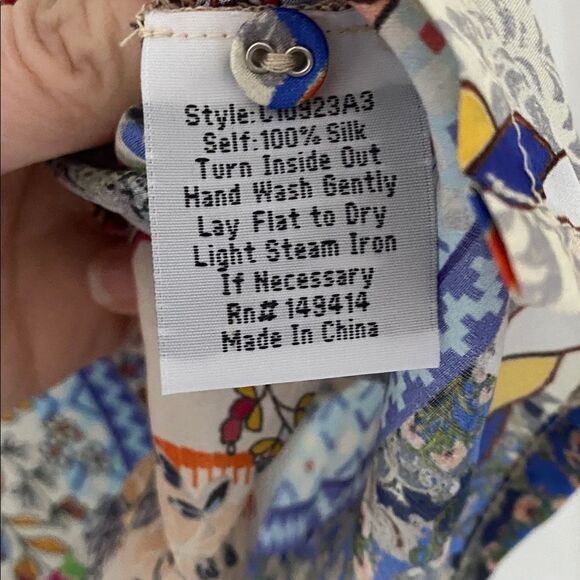 Style:C10923A3
Self:100% Silk
Turn Inside Out
Hand Wash Gently
Lay Flat to Dry
Light Steam Iron
If Necessary
Rn# 149414
Made In China